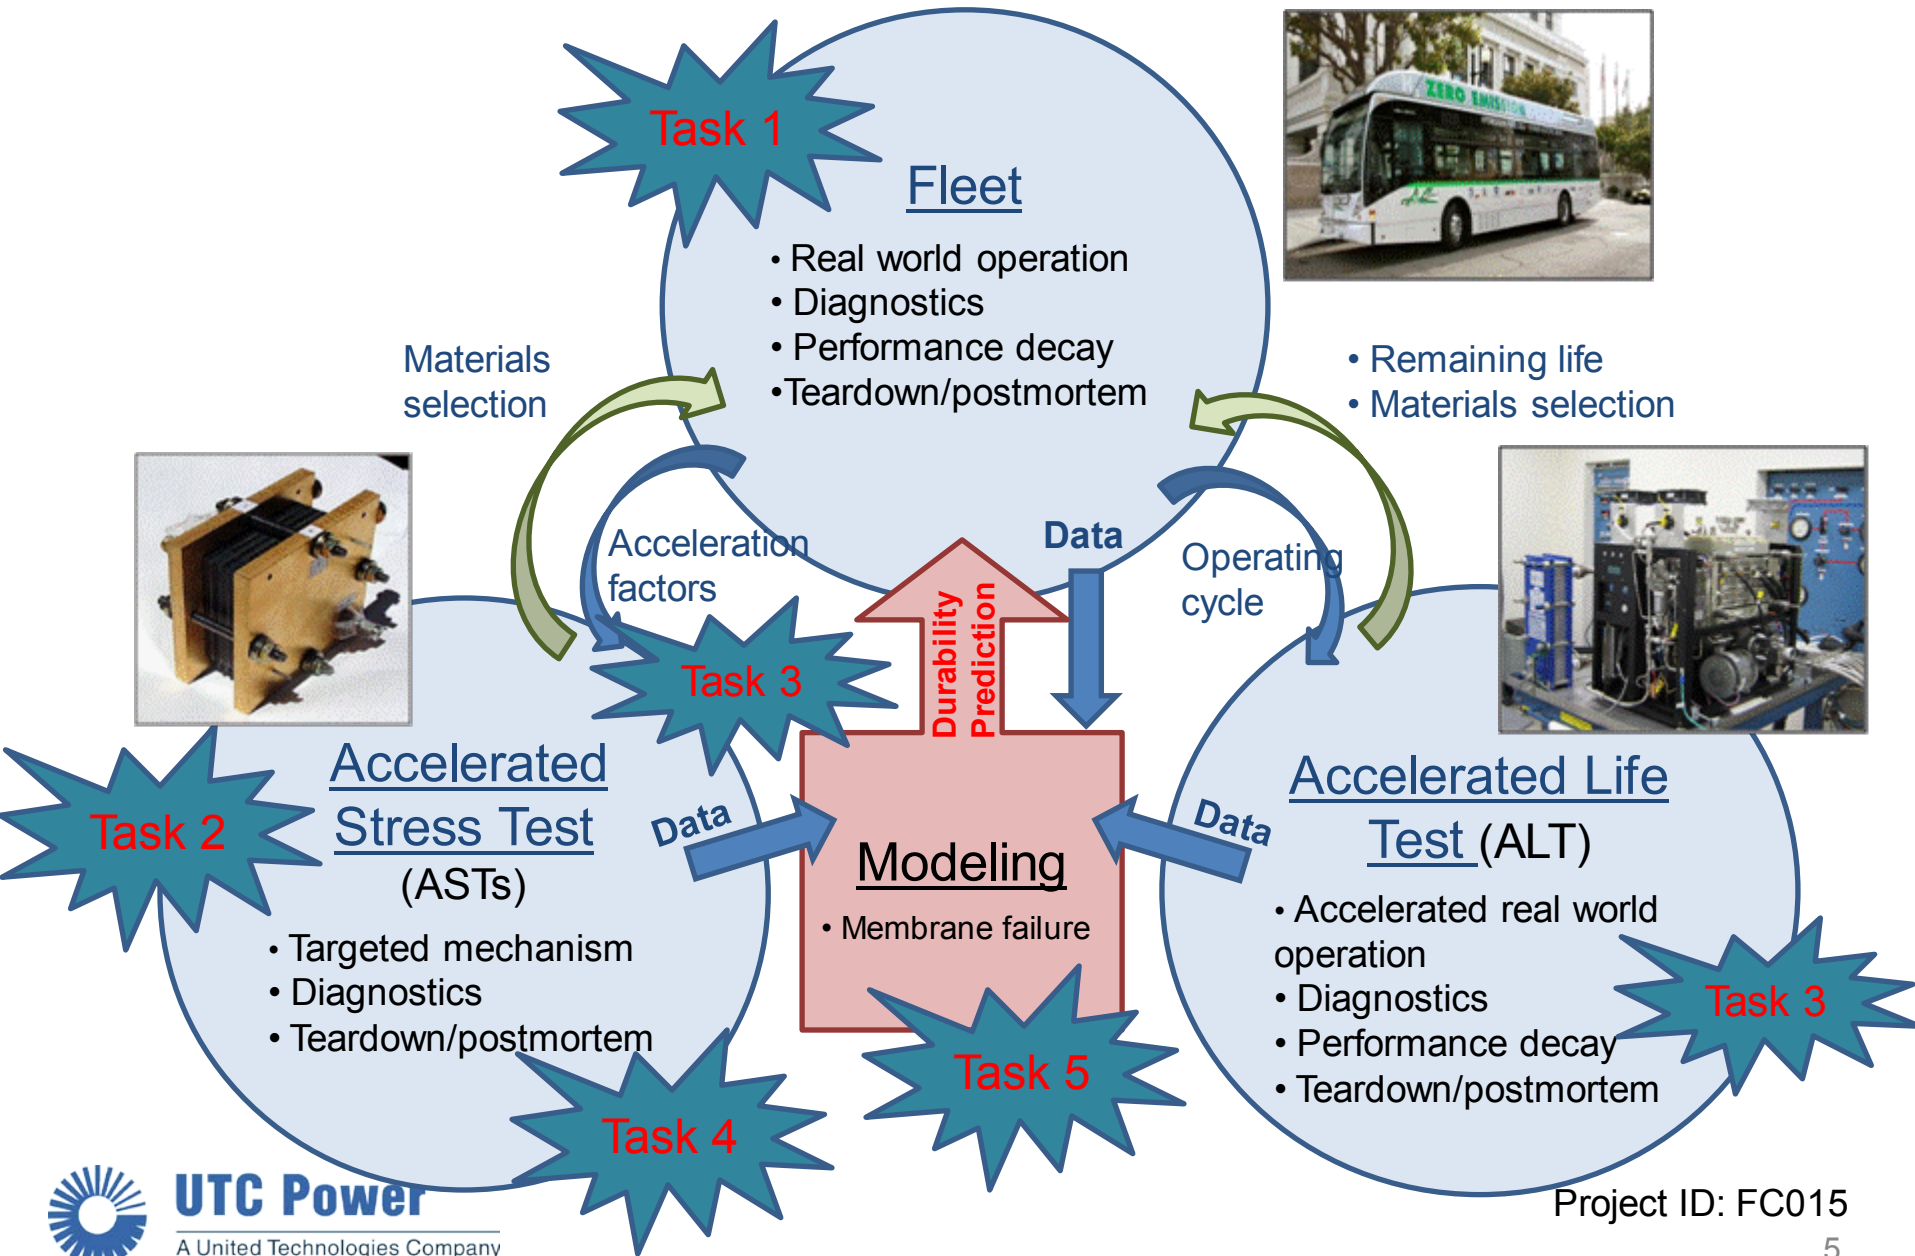 Task 1
ZERO EMISSION
Fleet
• Real world operation
• Diagnostics
• Performance decay
•Teardown/postmortem
Materials
selection
• Remaining life
• Materials selection
Acceleration
factors
Data
Operating
cycle
Durability
Prediction
Task 3
Accelerated
Stress Test
(ASTs)
• Targeted mechanism
• Diagnostics
• Teardown/postmortem
Task 2
Data
Modeling
• Membrane failure
Data
Accelerated Life
Test (ALT)
• Accelerated real world
operation
• Diagnostics
• Performance decay
• Teardown/postmortem
Task 3
Task 5
Task 4
UTC Power
A United Technologies Company
Project ID: FC015
5